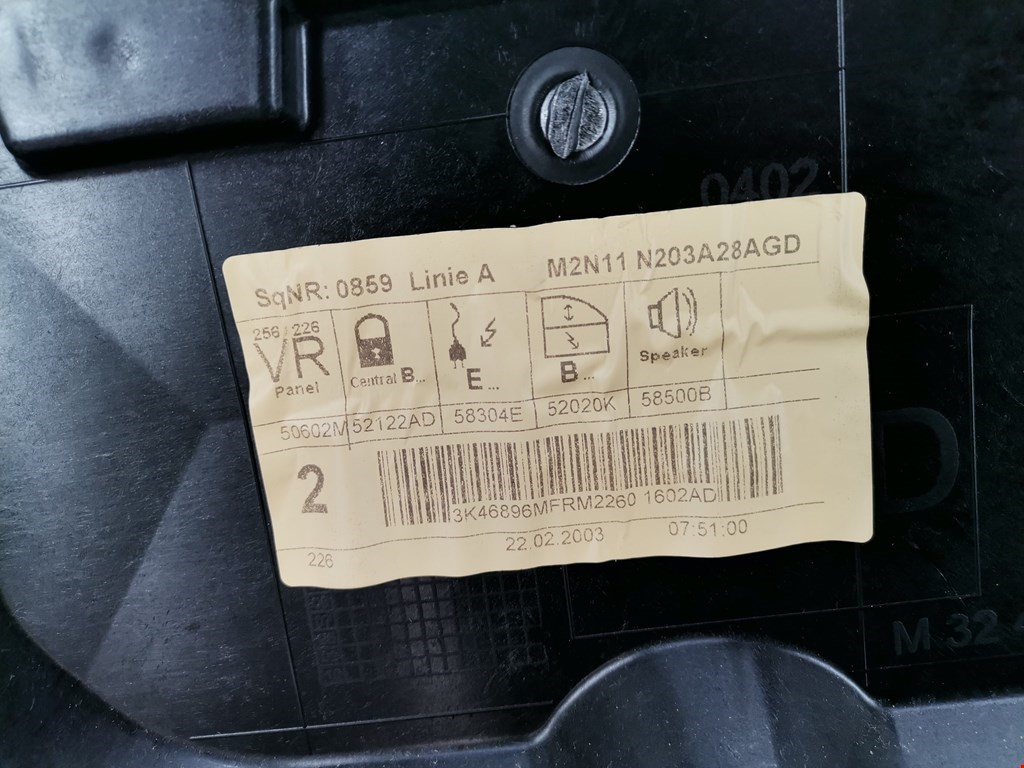 0402
SqNR: 0859 Linie A M2N11 N203A28AGD
256 / 226
VR
Panel
Central B...
E...
B...
Speaker
50602M 52122AD 58304E 52020K 58500B
2
3K46896MFRM2260 1602AD
22.02.2003 07:51:00
226
D
M 32